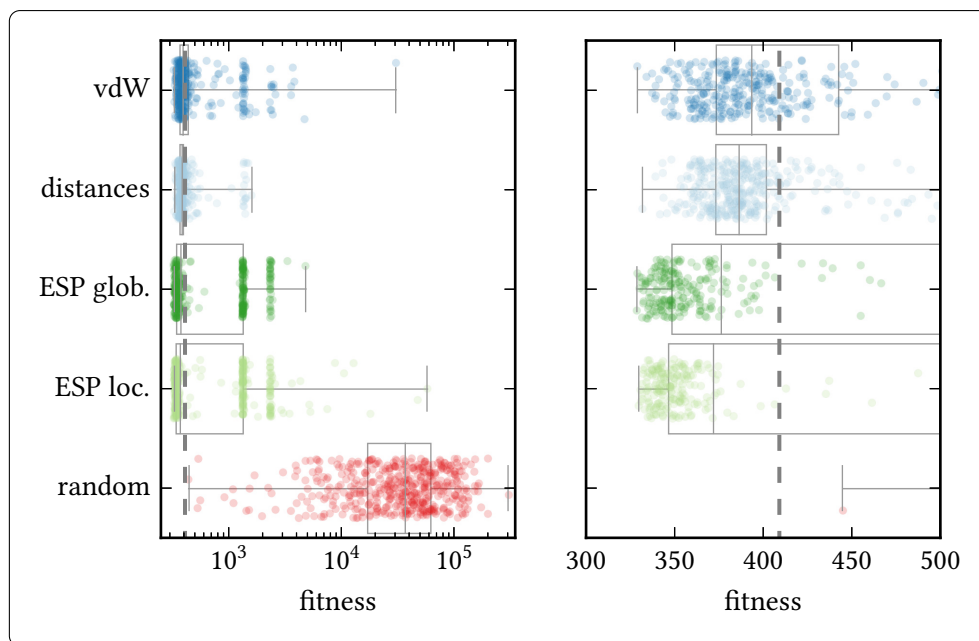 vdW
distances
ESP glob.
ESP loc.
random
10³ 10⁴ 10⁵
300 350 400 450 500
fitness fitness